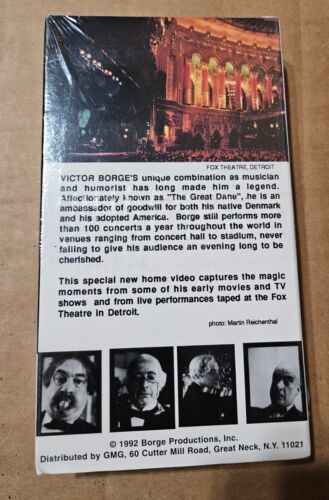 FOX THEATRE, DETROIT
VICTOR BORGE'S unique combination as musician
and humorist has long made him a legend.
Affectionately known as "The Great Dane", he is an
ambassador of goodwill for both his native Denmark
and his adopted America. Borge still performs more
than 100 concerts a year throughout the world in
venues ranging from concert hall to stadium, never
failing to give his audience an evening long to be
cherished.
This special new home video captures the magic
moments from some of his early movies and TV
shows and from live performances taped at the Fox
Theatre in Detroit.
photo: Martin Reichenthal
© 1992 Borge Productions, Inc.
Distributed by GMG, 60 Cutter Mill Road, Great Neck, N.Y. 11021